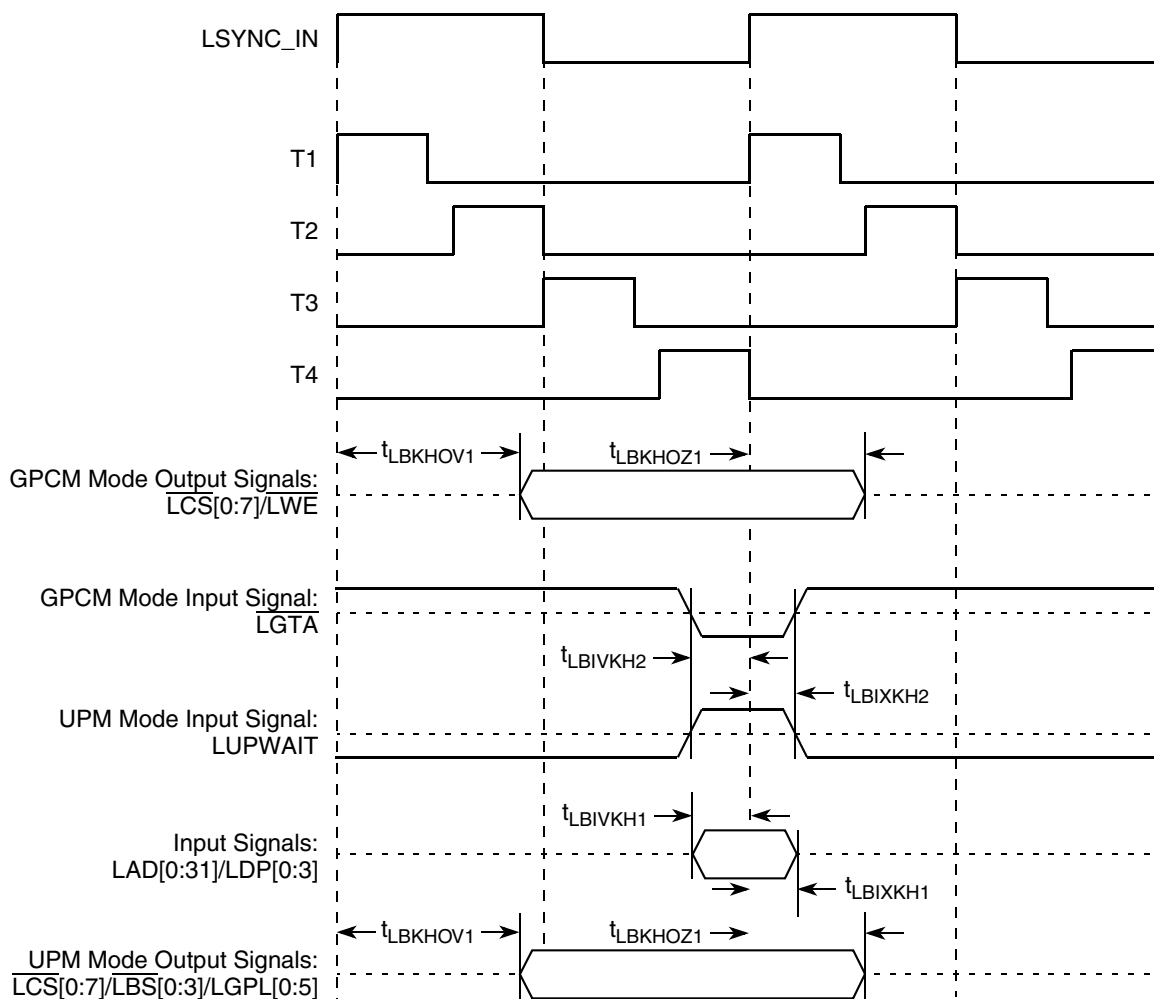 LSYNC_IN
T1
T2
T3
T4
tLBKHOV1
tLBKHOZ1
GPCM Mode Output Signals:
LCS[0:7]/LWE
GPCM Mode Input Signal:
LGTA
tLBIVKH2
tLBIXKH2
UPM Mode Input Signal:
LUPWAIT
tLBIVKH1
Input Signals:
LAD[0:31]/LDP[0:3]
tLBIXKH1
tLBKHOV1
tLBKHOZ1
UPM Mode Output Signals:
LCS[0:7]/LBS[0:3]/LGPL[0:5]